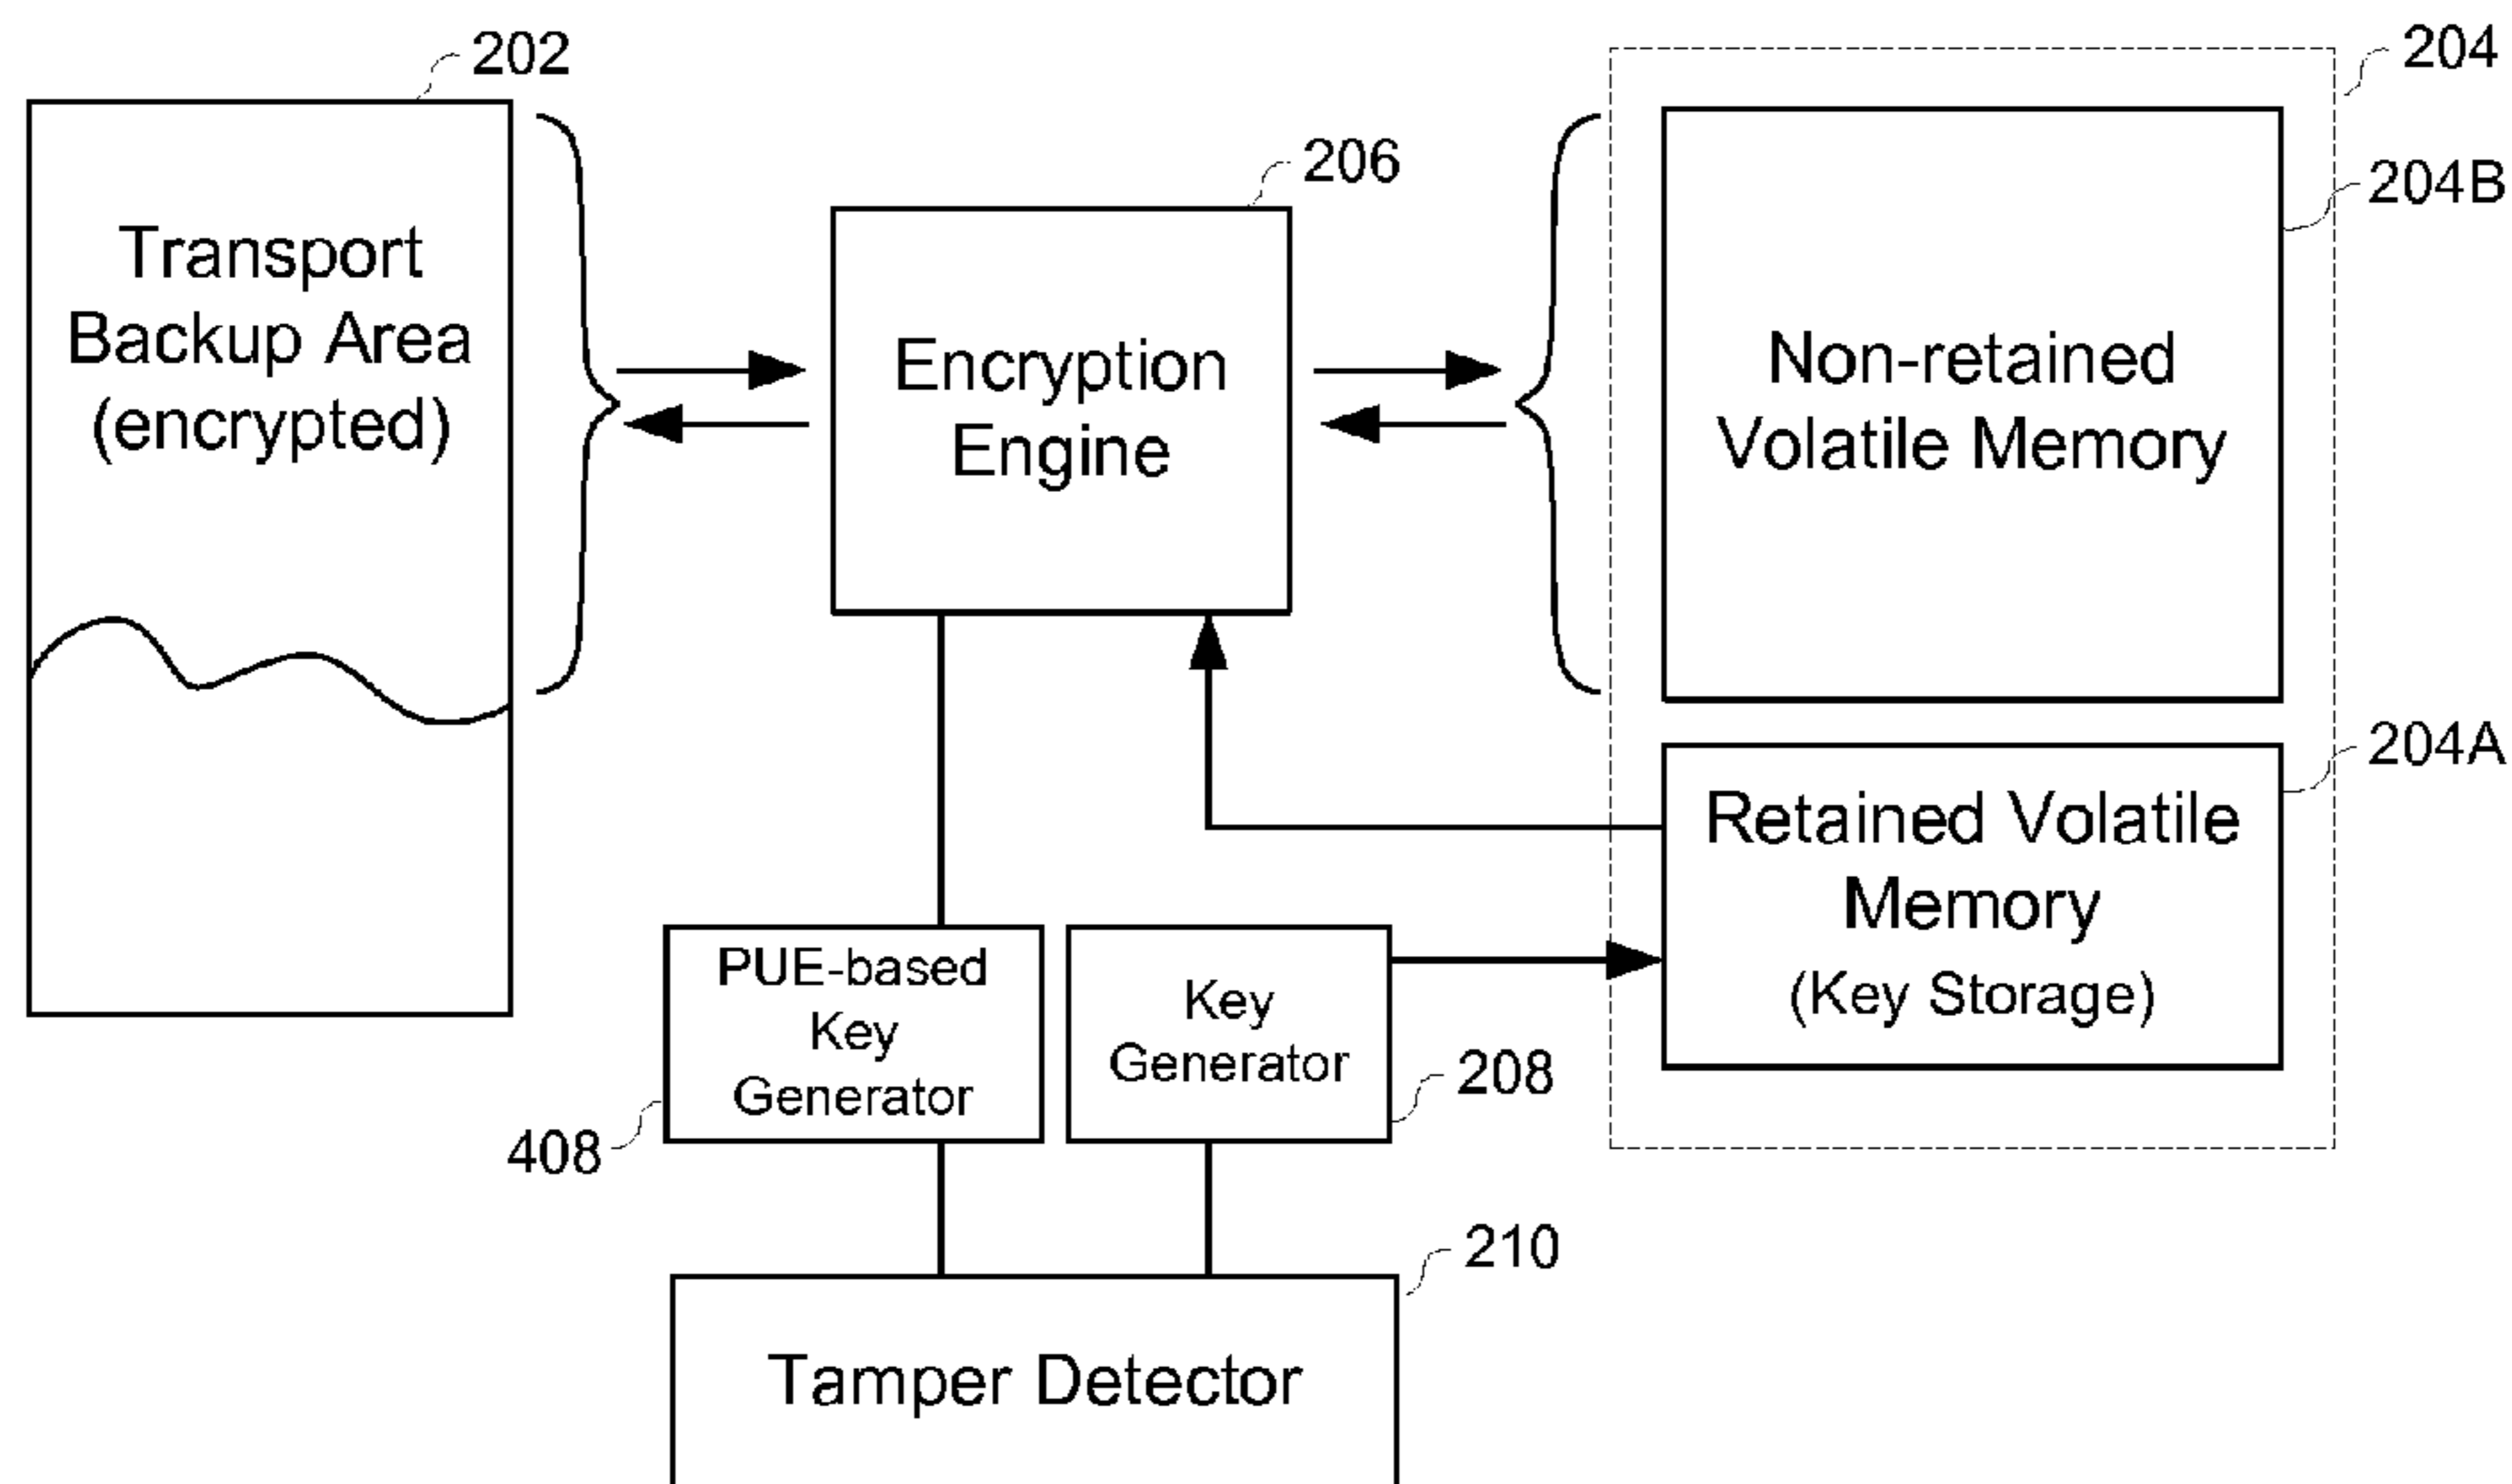 202
204
Transport
Backup Area
(encrypted)
206
Encryption
Engine
204B
Non-retained
Volatile Memory
204A
Retained Volatile
Memory
(Key Storage)
PUE-based
Key
Generator
408
Key
Generator
208
210
Tamper Detector